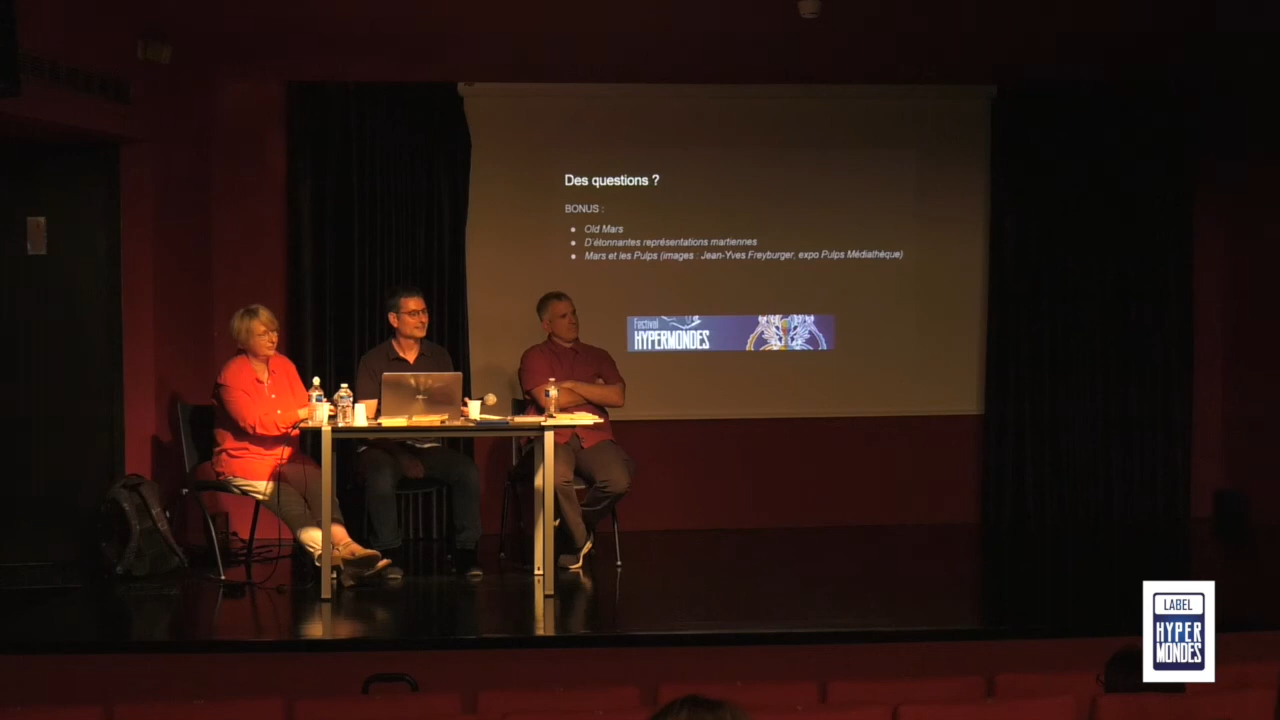 Des questions ?
BONUS :
● Old Mars
● D'étonnantes représentations martiennes
● Mars et les Pulps (images : Jean-Yves Freyburger, expo Pulps Médiathèque)
Festival
HYPERMONDES
LABEL
HYPER
MONDES